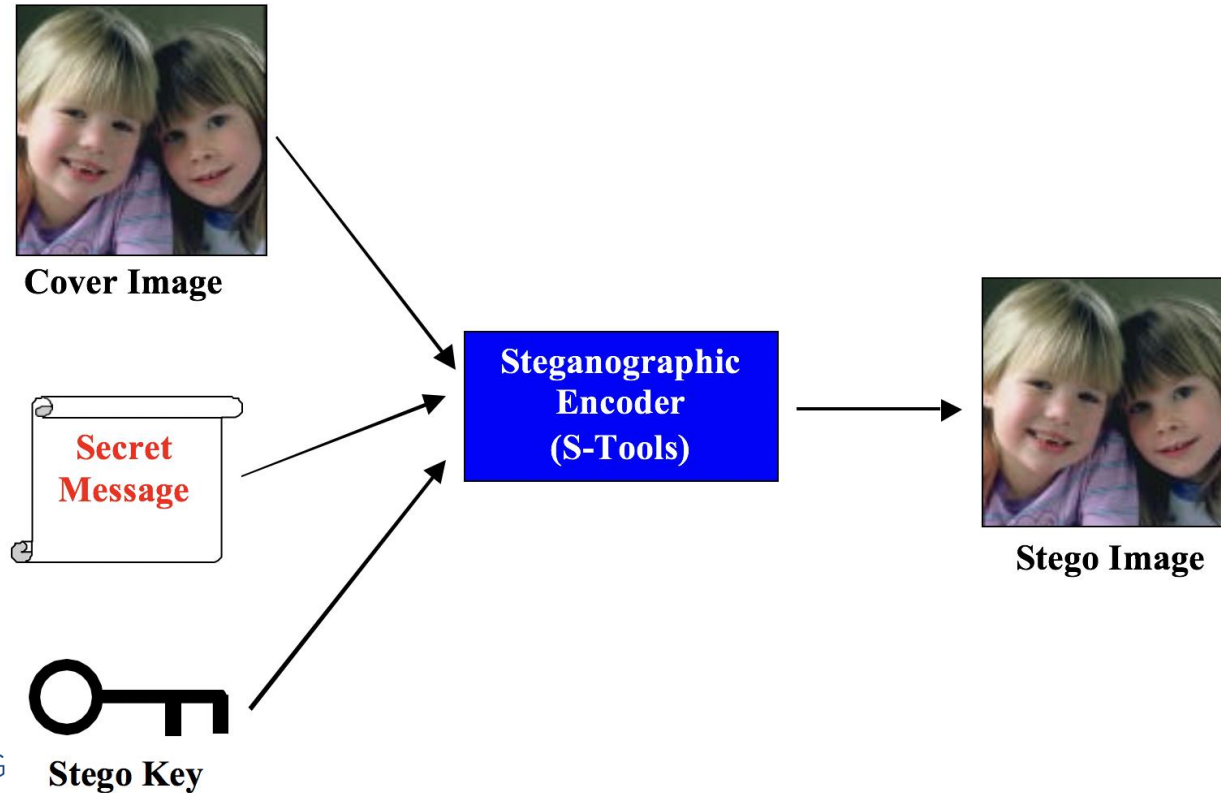 Cover Image
Secret
Message
Stego Key
Steganographic
Encoder
(S-Tools)
Stego Image